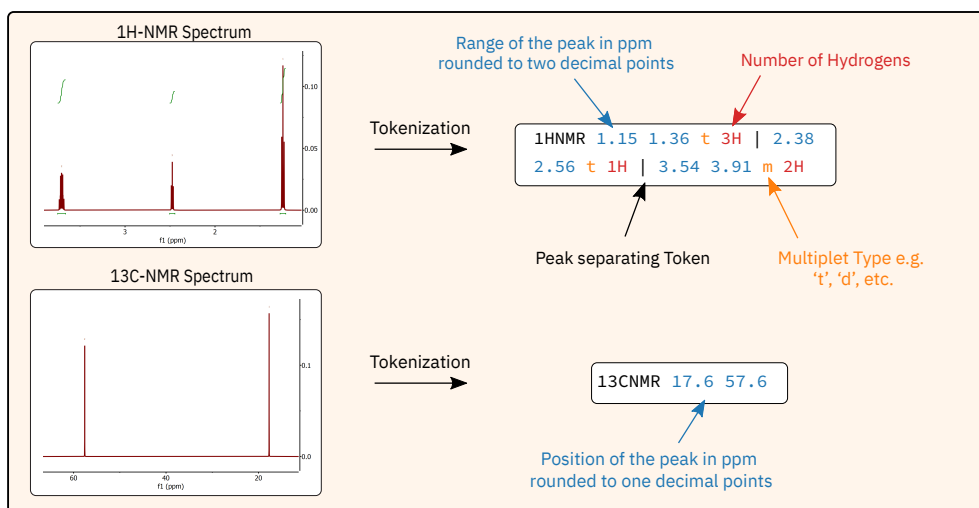 1H-NMR Spectrum
0.10
0.05
0.00
3 2
f1 (ppm)
Tokenization
Range of the peak in ppm
rounded to two decimal points
Number of Hydrogens
1HNMR 1.15 1.36 t 3H | 2.38
2.56 t 1H | 3.54 3.91 m 2H
Peak separating Token
Multiplet Type e.g.
‘t’, ‘d’, etc.
13C-NMR Spectrum
0.1
0.0
60 40 20
f1 (ppm)
Tokenization
13CNMR 17.6 57.6
Position of the peak in ppm
rounded to one decimal points